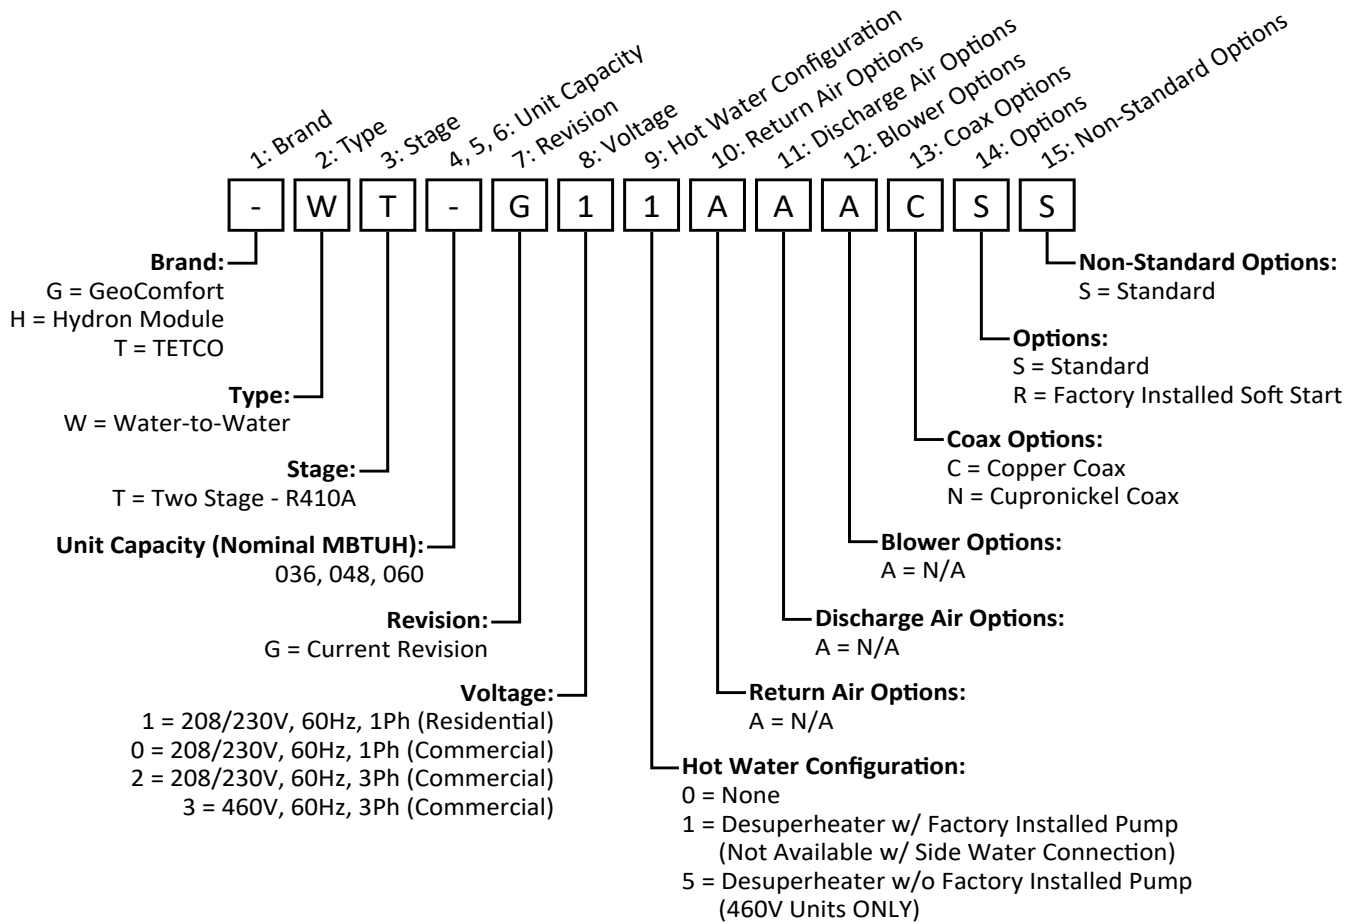 1: Brand
2: Type
3: Stage
4, 5, 6: Unit Capacity
7: Revision
8: Voltage
9: Hot Water Configuration
10: Return Air Options
11: Discharge Air Options
12: Blower Options
13: Coax Options
14: Options
15: Non-Standard Options
- W T - G 1 1 A A A C S S
Brand:
G = GeoComfort
H = Hydron Module
T = TETCO
Type:
W = Water-to-Water
Stage:
T = Two Stage - R410A
Unit Capacity (Nominal MBTUH):
036, 048, 060
Revision:
G = Current Revision
Voltage:
1 = 208/230V, 60Hz, 1Ph (Residential)
0 = 208/230V, 60Hz, 1Ph (Commercial)
2 = 208/230V, 60Hz, 3Ph (Commercial)
3 = 460V, 60Hz, 3Ph (Commercial)
Non-Standard Options:
S = Standard
Options:
S = Standard
R = Factory Installed Soft Start
Coax Options:
C = Copper Coax
N = Cupronickel Coax
Blower Options:
A = N/A
Discharge Air Options:
A = N/A
Return Air Options:
A = N/A
Hot Water Configuration:
0 = None
1 = Desuperheater w/ Factory Installed Pump
(Not Available w/ Side Water Connection)
5 = Desuperheater w/o Factory Installed Pump
(460V Units ONLY)